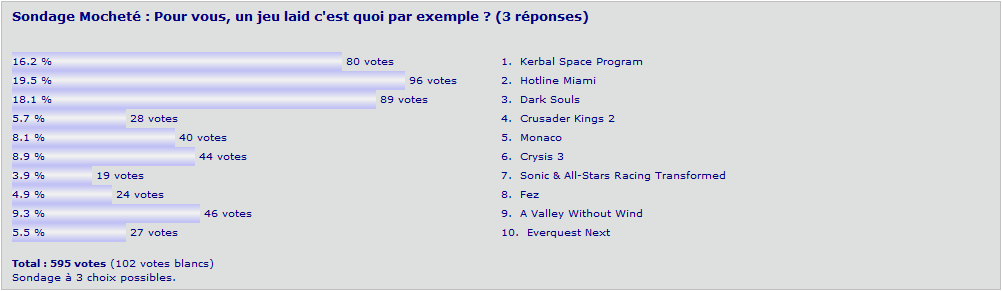 Sondage Mocheté : Pour vous, un jeu laid c'est quoi par exemple ? (3 réponses)
16.2 % 80 votes 1. Kerbal Space Program
19.5 % 96 votes 2. Hotline Miami
18.1 % 89 votes 3. Dark Souls
5.7 % 28 votes 4. Crusader Kings 2
8.1 % 40 votes 5. Monaco
8.9 % 44 votes 6. Crysis 3
3.9 % 19 votes 7. Sonic & All-Stars Racing Transformed
4.9 % 24 votes 8. Fez
9.3 % 46 votes 9. A Valley Without Wind
5.5 % 27 votes 10. Everquest Next
Total : 595 votes (102 votes blancs)
Sondage à 3 choix possibles.